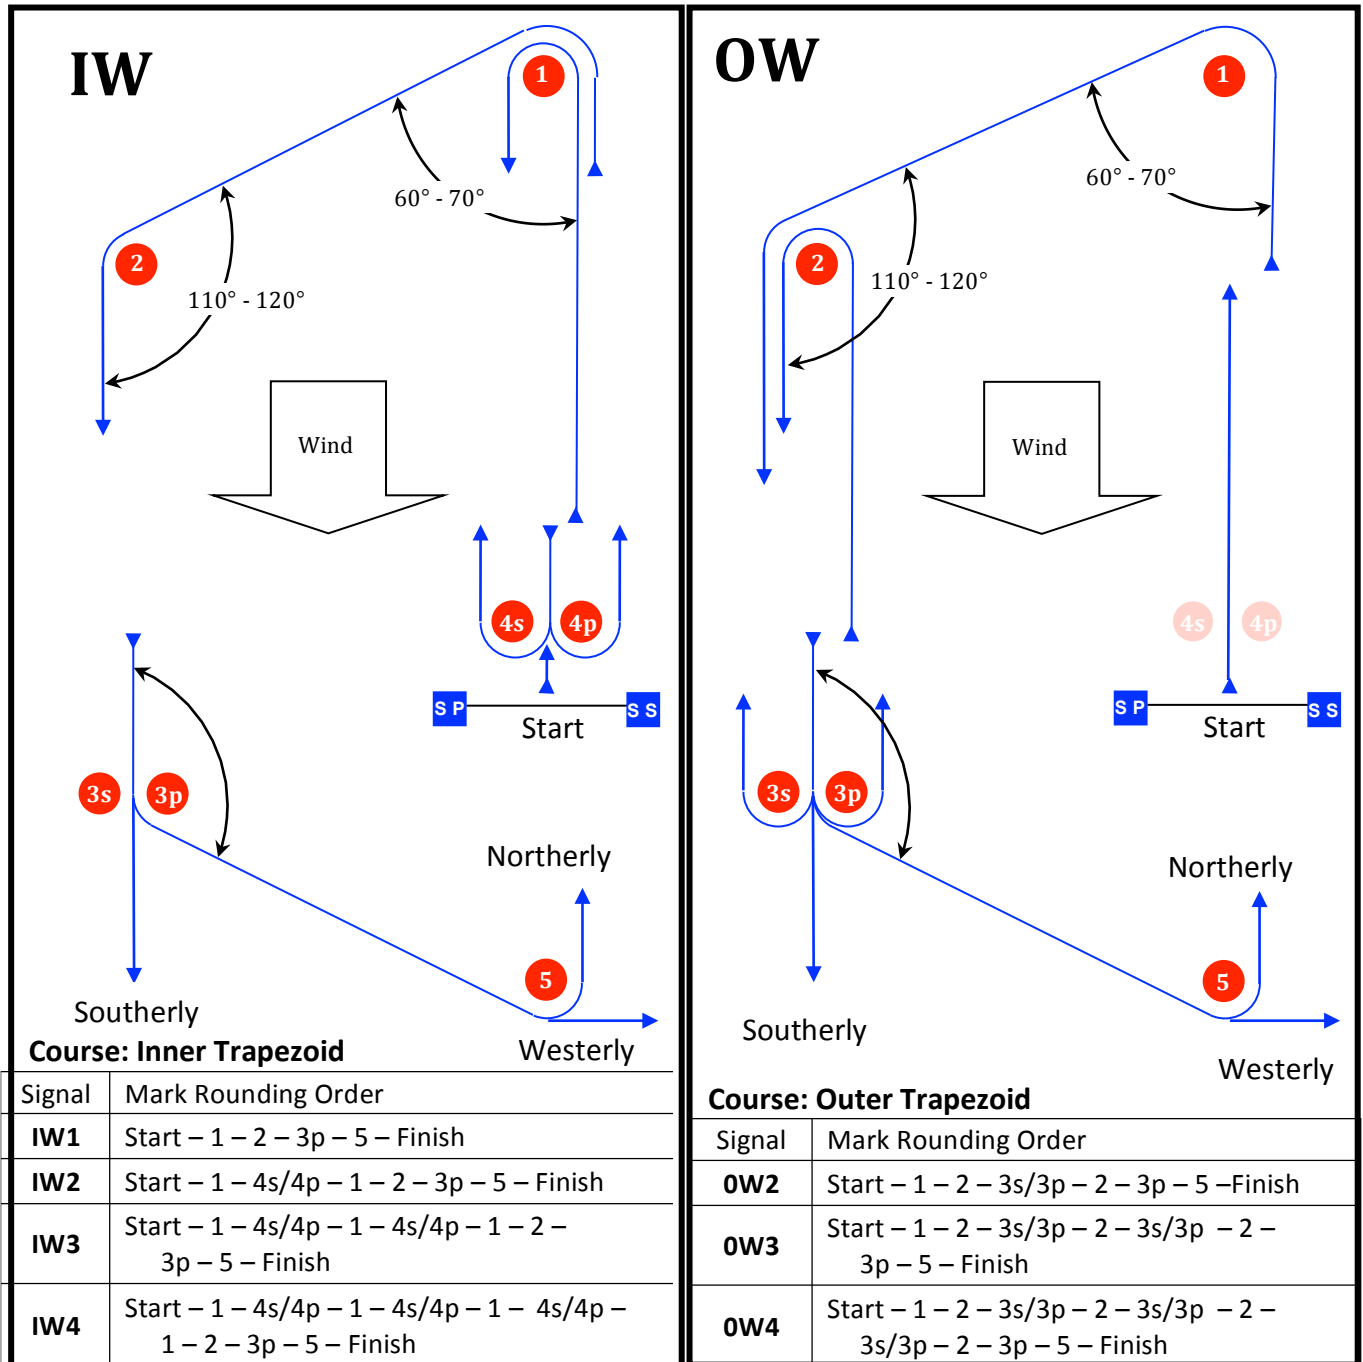 IW
1
60° - 70°
2
110° - 120°
Wind
4s
4p
S P
S S
Start
3s
3p
Northerly
5
Southerly
Westerly
Course: Inner Trapezoid
Signal Mark Rounding Order
IW1 Start – 1 – 2 – 3p – 5 – Finish
IW2 Start – 1 – 4s/4p – 1 – 2 – 3p – 5 – Finish
IW3 Start – 1 – 4s/4p – 1 – 4s/4p – 1 – 2 –
3p – 5 – Finish
IW4 Start – 1 – 4s/4p – 1 – 4s/4p – 1 – 4s/4p –
1 – 2 – 3p – 5 – Finish
OW
1
60° - 70°
2
110° - 120°
Wind
4s
4p
S P
S S
Start
3s
3p
Northerly
5
Southerly
Westerly
Course: Outer Trapezoid
Signal Mark Rounding Order
0W2 Start – 1 – 2 – 3s/3p – 2 – 3p – 5 –Finish
0W3 Start – 1 – 2 – 3s/3p – 2 – 3s/3p – 2 –
3p – 5 – Finish
0W4 Start – 1 – 2 – 3s/3p – 2 – 3s/3p – 2 –
3s/3p – 2 – 3p – 5 – Finish